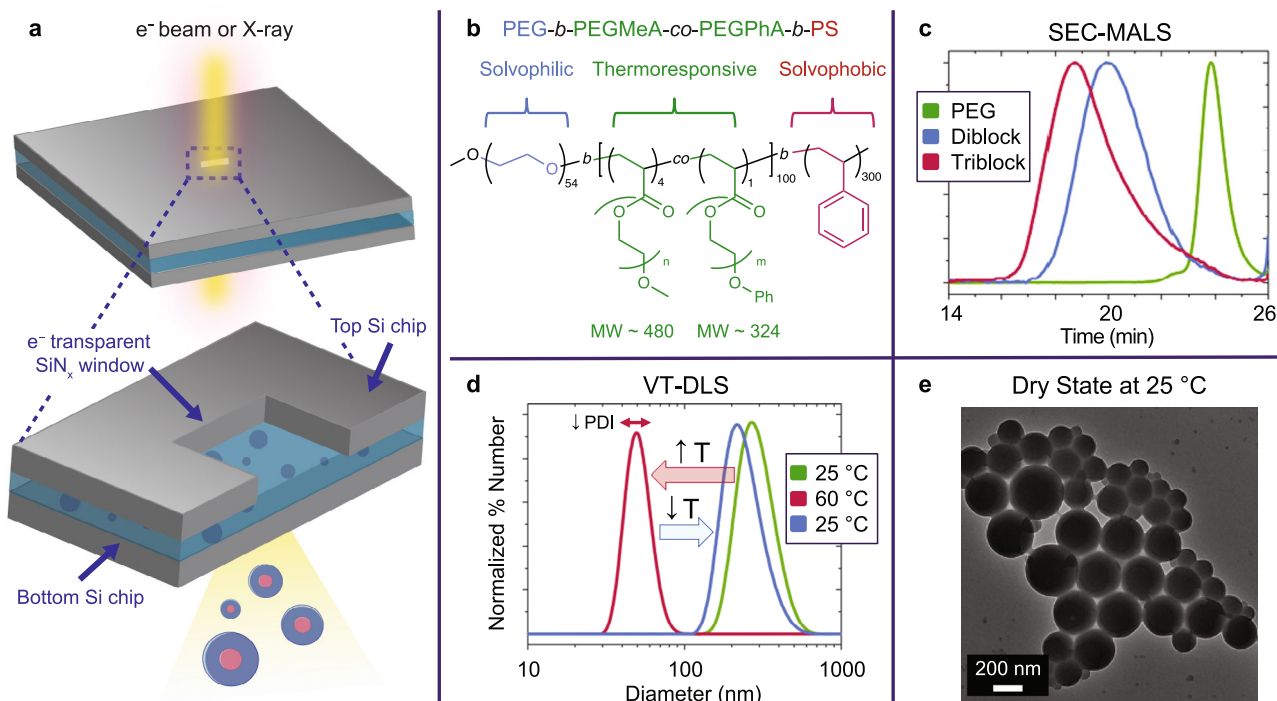 a
e⁻ beam or X-ray
e⁻ transparent
SiNₓ window
Top Si chip
Bottom Si chip
b
PEG-b-PEGMeA-co-PEGPhA-b-PS
Solvophilic
Thermoresponsive
Solvophobic
O
O
54
b
4
co
1
b
100
300
O
O
O
O
n
m
O
O
Ph
MW ~ 480
MW ~ 324
c
SEC-MALS
PEG
Diblock
Triblock
14
20
26
Time (min)
d
VT-DLS
↓ PDI
↑ T
↓ T
25 °C
60 °C
25 °C
Normalized % Number
10
100
1000
Diameter (nm)
e
Dry State at 25 °C
200 nm